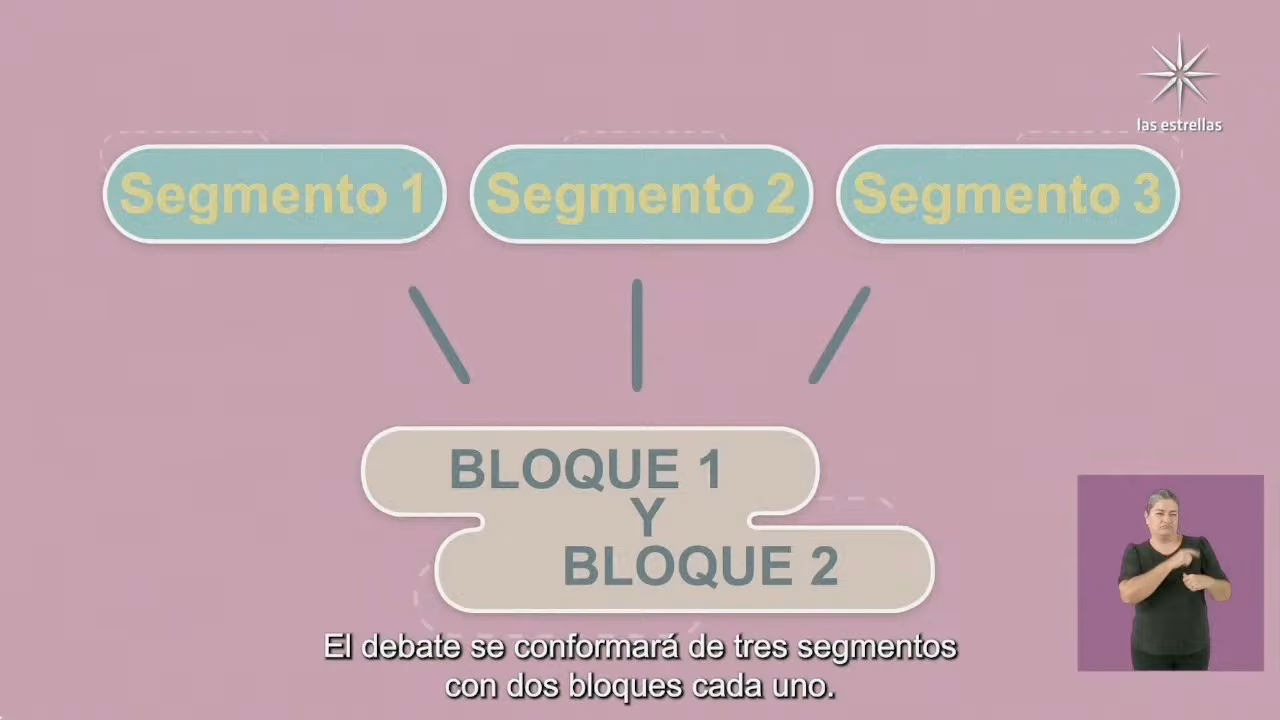 las estrellas
Segmento 1
Segmento 2
Segmento 3
BLOQUE 1
Y
BLOQUE 2
El debate se conformará de tres segmentos
con dos bloques cada uno.